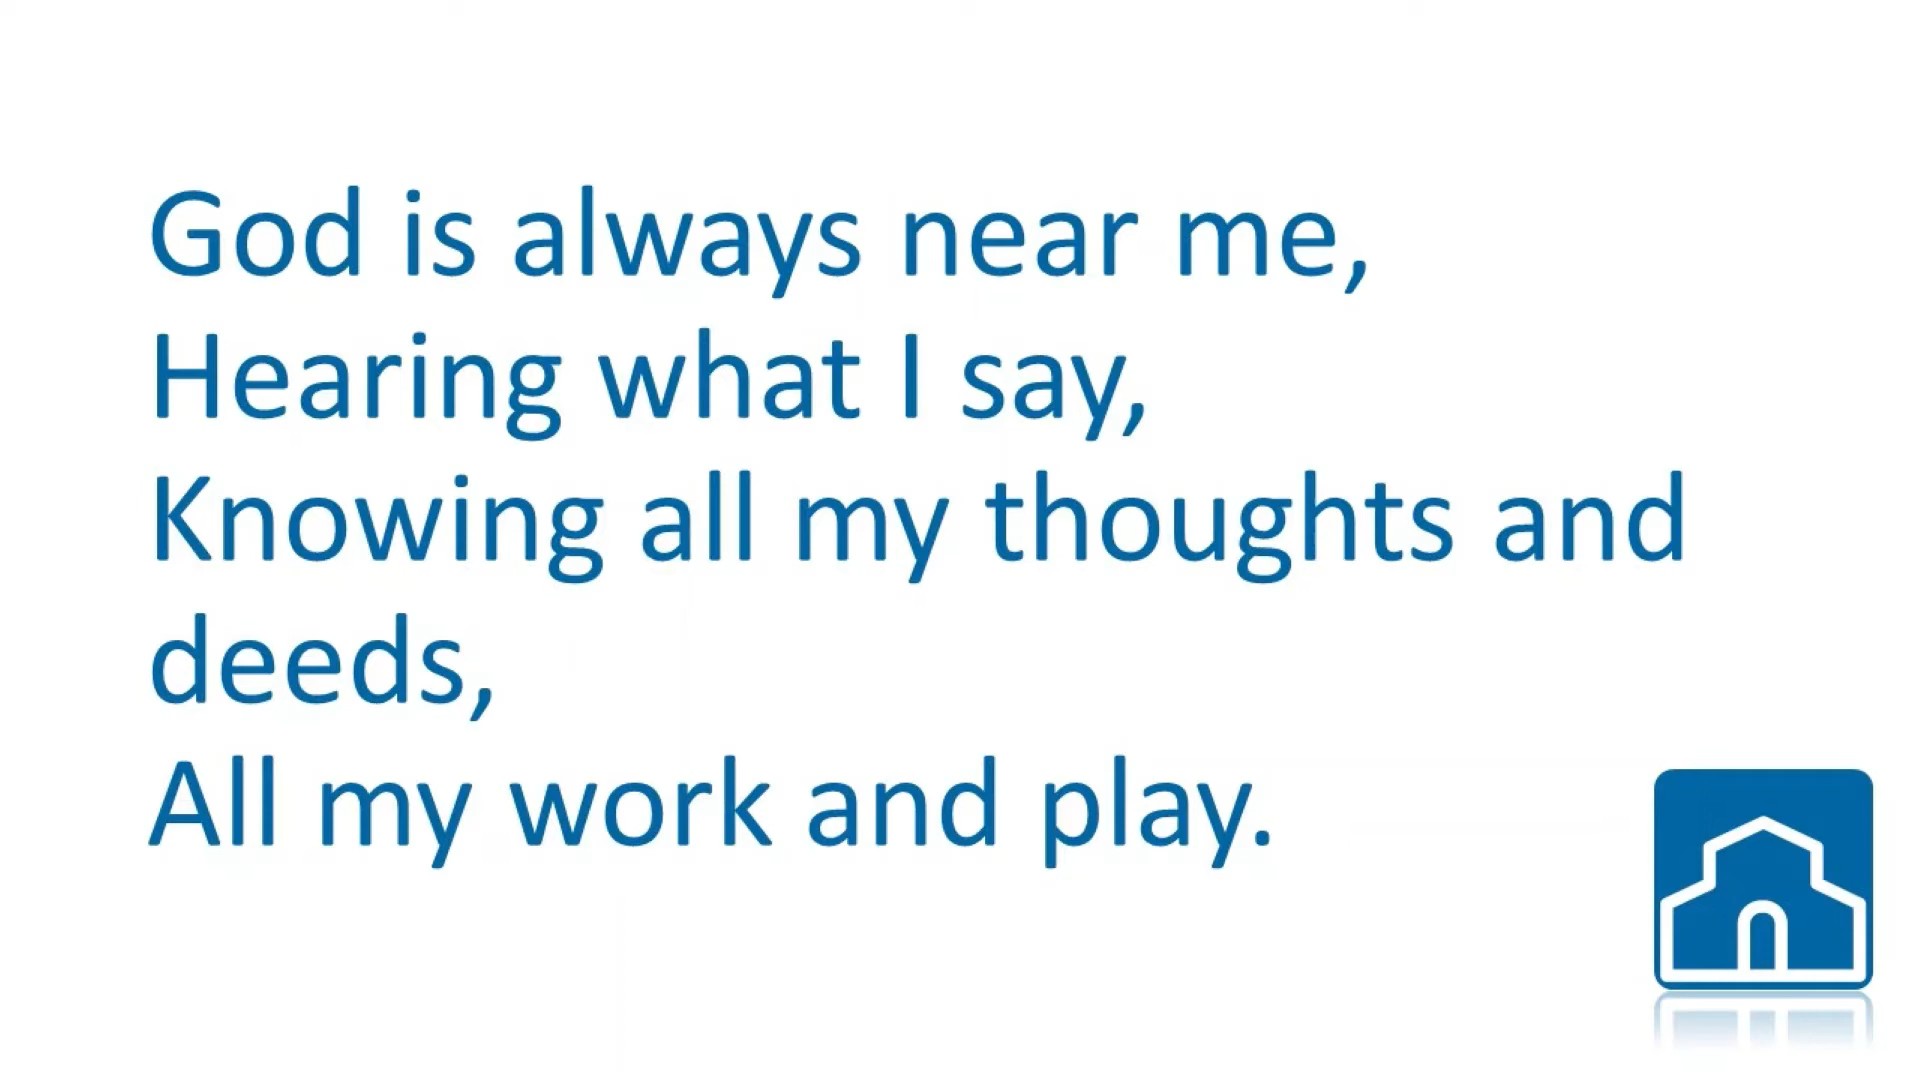 God is always near me,
Hearing what I say,
Knowing all my thoughts and
deeds,
All my work and play.